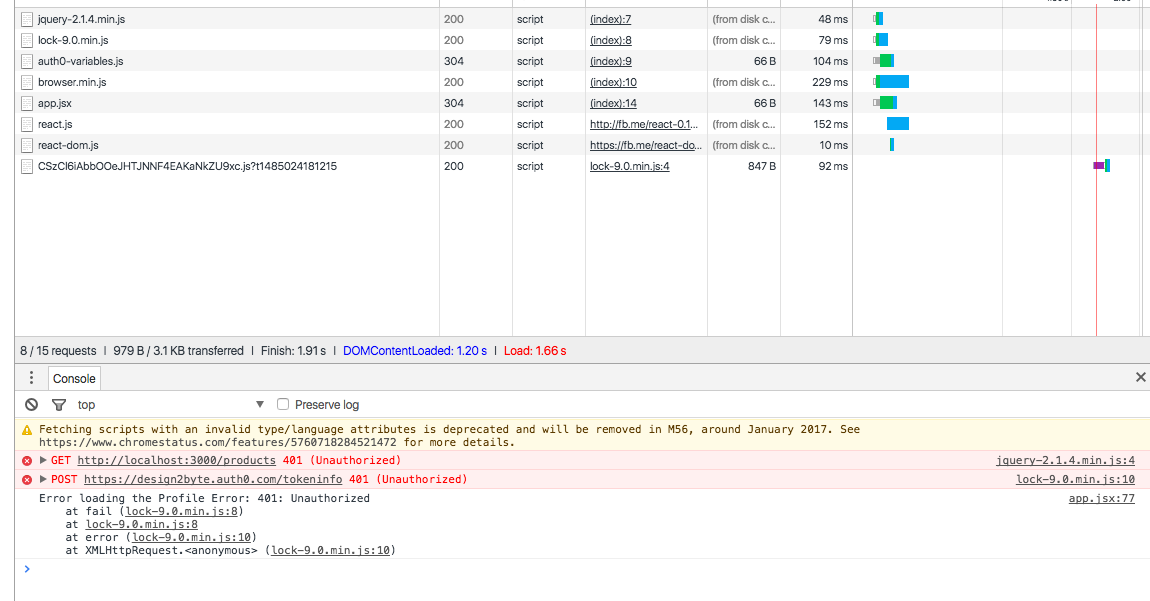 jquery-2.1.4.min.js 200 script (index):7 (from disk c... 48 ms
lock-9.0.min.js 200 script (index):8 (from disk c... 79 ms
auth0-variables.js 304 script (index):9 66 B 104 ms
browser.min.js 200 script (index):10 (from disk c... 229 ms
app.jsx 304 script (index):14 66 B 143 ms
react.js 200 script http://fb.me/react-0.1... (from disk c... 152 ms
react-dom.js 200 script https://fb.me/react-do... (from disk c... 10 ms
CSzCl6iAbbOOeJHTJNNF4EAKaNkZU9xc.js?t1485024181215 200 script lock-9.0.min.js:4 847 B 92 ms
8 / 15 requests | 979 B / 3.1 KB transferred | Finish: 1.91 s | DOMContentLoaded: 1.20 s | Load: 1.66 s
Console
top Preserve log
Fetching scripts with an invalid type/language attributes is deprecated and will be removed in M56, around January 2017. See
https://www.chromestatus.com/features/5760718284521472 for more details.
GET http://localhost:3000/products 401 (Unauthorized) jquery-2.1.4.min.js:4
POST https://design2byte.auth0.com/tokeninfo 401 (Unauthorized) lock-9.0.min.js:10
Error loading the Profile Error: 401: Unauthorized app.jsx:77
at fail (lock-9.0.min.js:8)
at lock-9.0.min.js:8
at error (lock-9.0.min.js:10)
at XMLHttpRequest.<anonymous> (lock-9.0.min.js:10)